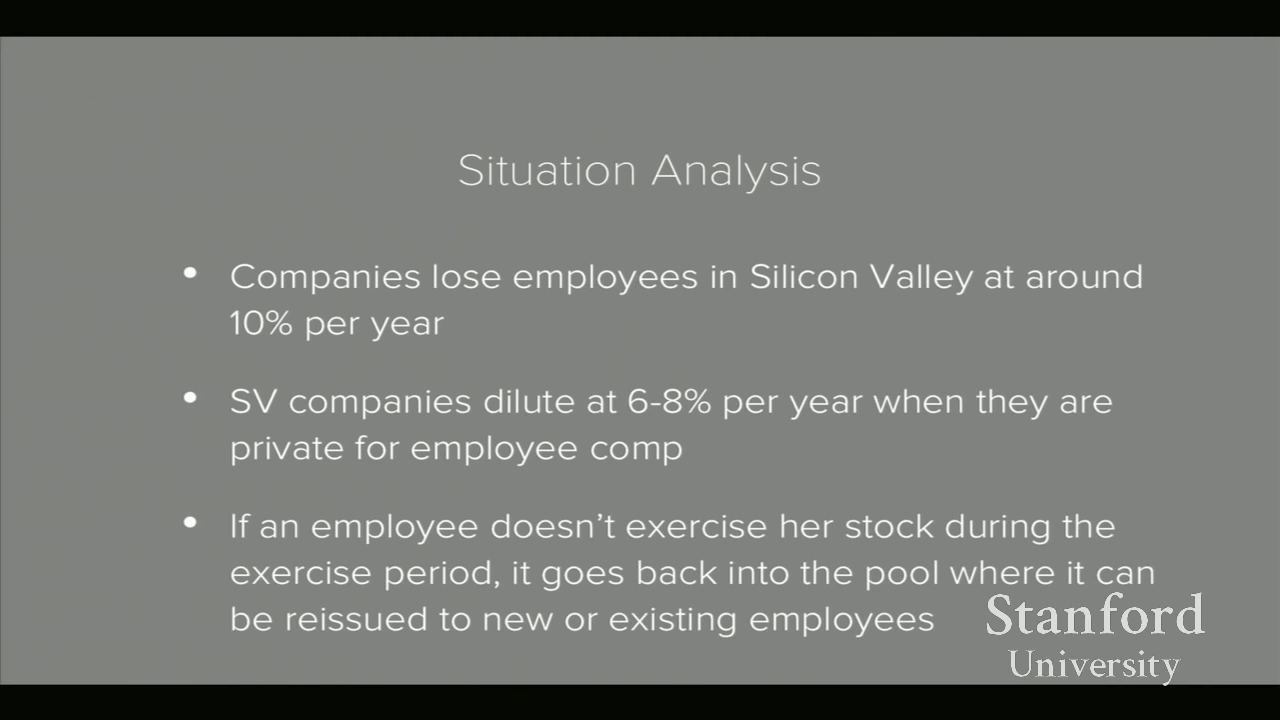 Situation Analysis
• Companies lose employees in Silicon Valley at around
10% per year
• SV companies dilute at 6-8% per year when they are
private for employee comp
• If an employee doesn’t exercise her stock during the
exercise period, it goes back into the pool where it can
be reissued to new or existing employees
Stanford
University